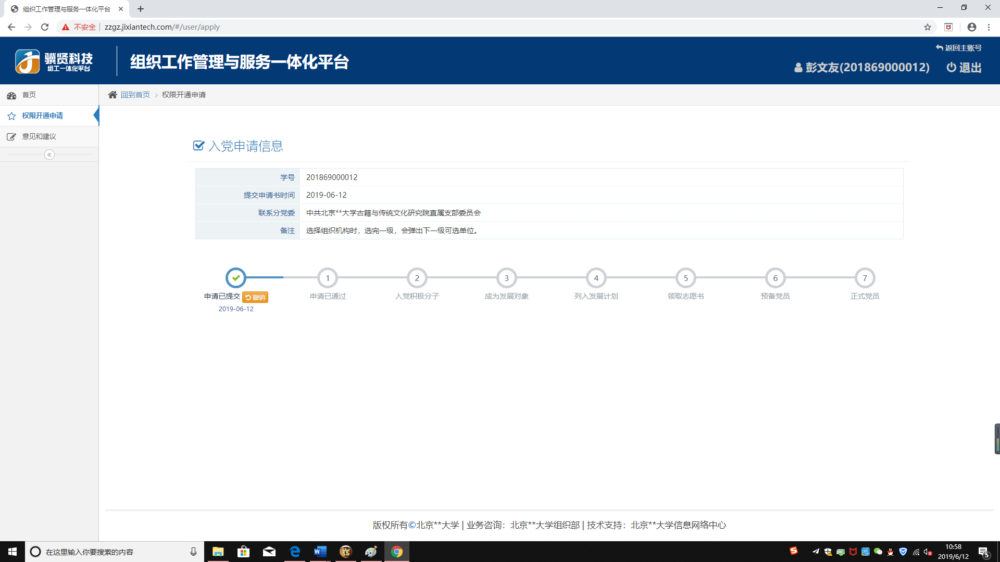 组织工作管理与服务一体化平台
不安全 zzgz.jixiantech.com/#/user/apply
骥贤科技
组工一体化平台
组织工作管理与服务一体化平台
返回主账号
彭文友(201869000012) 退出
首页
权限开通申请
意见和建议
回到首页 权限开通申请
入党申请信息
学号 201869000012
提交申请书时间 2019-06-12
联系分党委 中共北京**大学古籍与传统文化研究院直属支部委员会
备注 选择组织机构时，选完一级，会弹出下一级可选单位。
1 2 3 4 5 6 7
申请已提交 撤销 申请已通过 入党积极分子 成为发展对象 列入发展计划 领取志愿书 预备党员 正式党员
2019-06-12
版权所有©北京**大学 | 业务咨询：北京**大学组织部 | 技术支持：北京**大学信息网络中心
在这里输入你要搜索的内容
10:58
2019/6/12
5